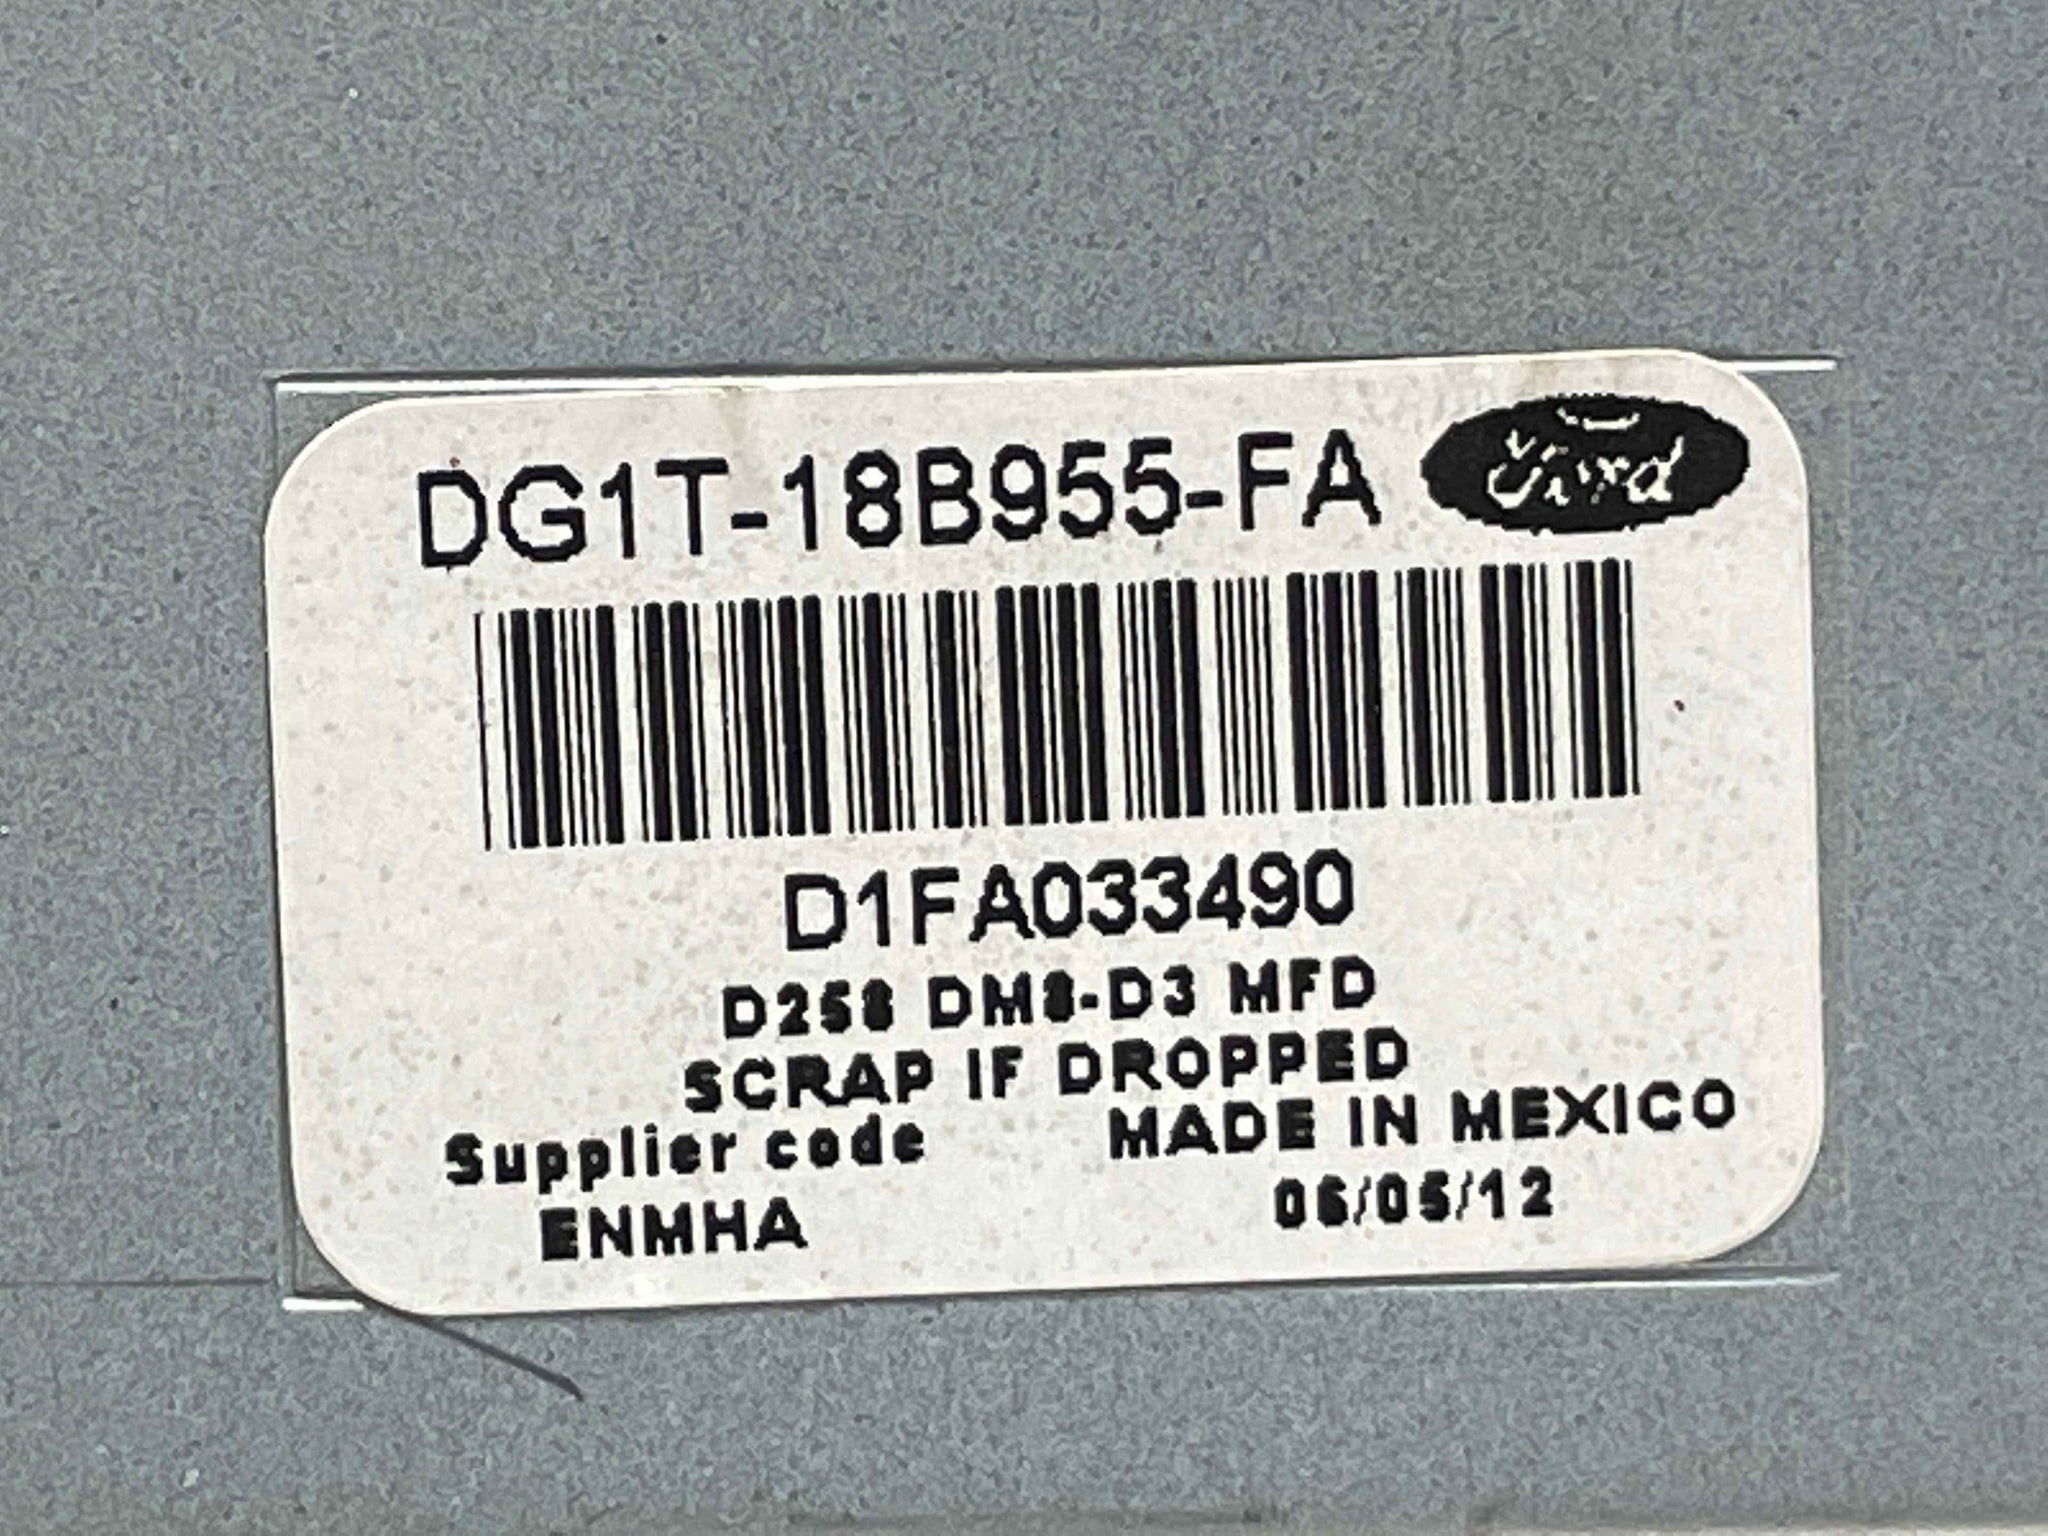 DG1T-18B955-FA Ford
D1FA033490
D258 DM8-D3 MFD
SCRAP IF DROPPED
Supplier code MADE IN MEXICO
ENMHA 06/05/12